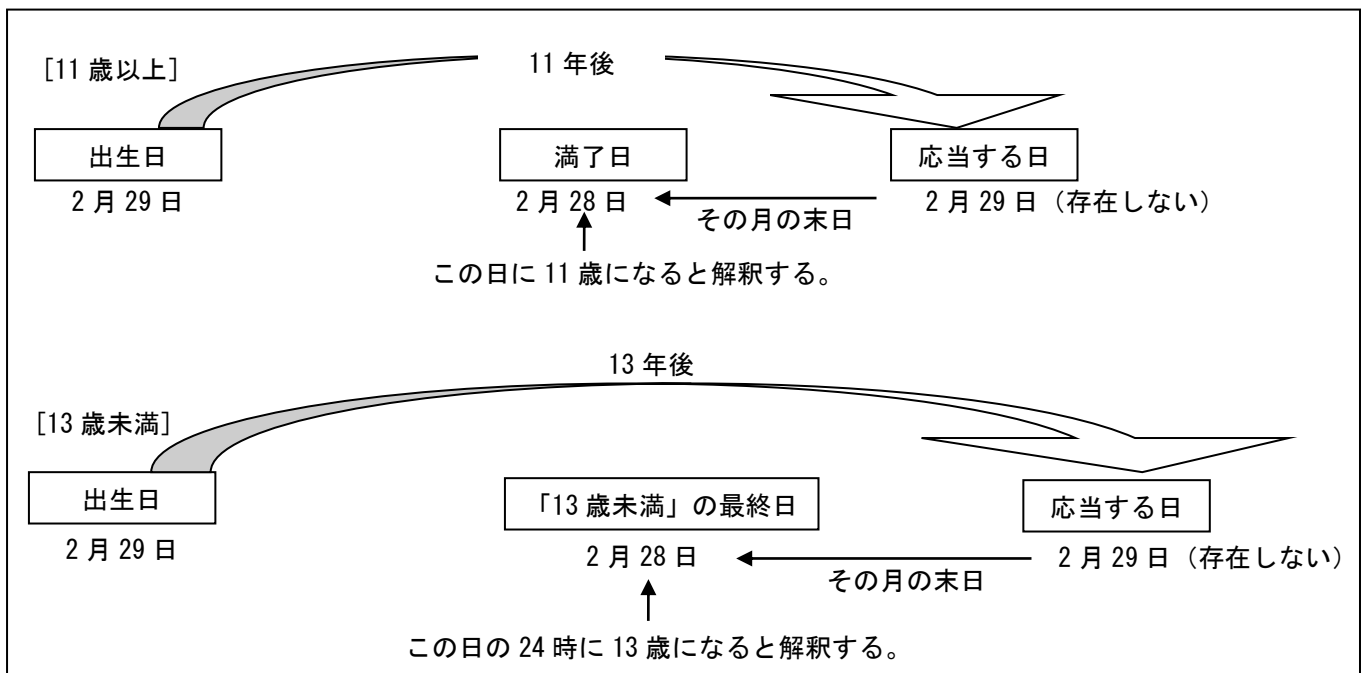 [11 歳以上]
11 年後
出生日
満了日
応当する日
2 月 29 日
2 月 28 日
2 月 29 日（存在しない）
その月の末日
この日に 11 歳になると解釈する。
13 年後
[13 歳未満]
出生日
「13 歳未満」の最終日
応当する日
2 月 29 日
2 月 28 日
2 月 29 日（存在しない）
その月の末日
この日の 24 時に 13 歳になると解釈する。